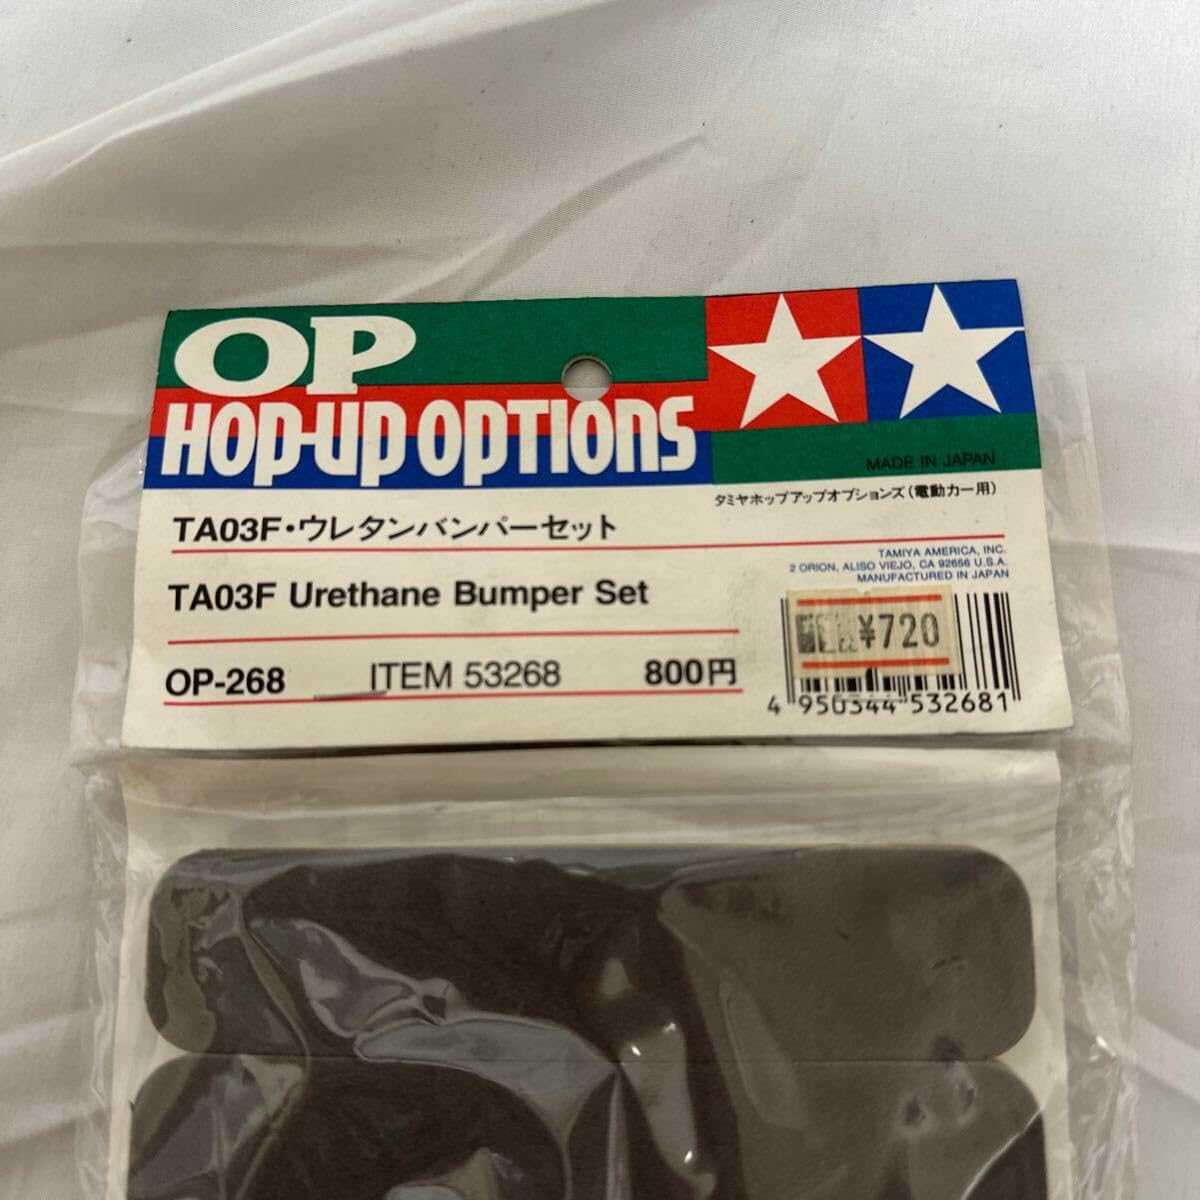 OP
HOP-UP OPTIONS
MADE IN JAPAN
タミヤホップアップオプションズ(電動カー用)
TA03F・ウレタンバンパーセット
TAMIYA AMERICA, INC.
2 ORION, ALISO VIEJO, CA 92656 U.S.A.
MANUFACTURED IN JAPAN
TA03F Urethane Bumper Set
¥720
OP-268 ITEM 53268 800円
4 950344 532681